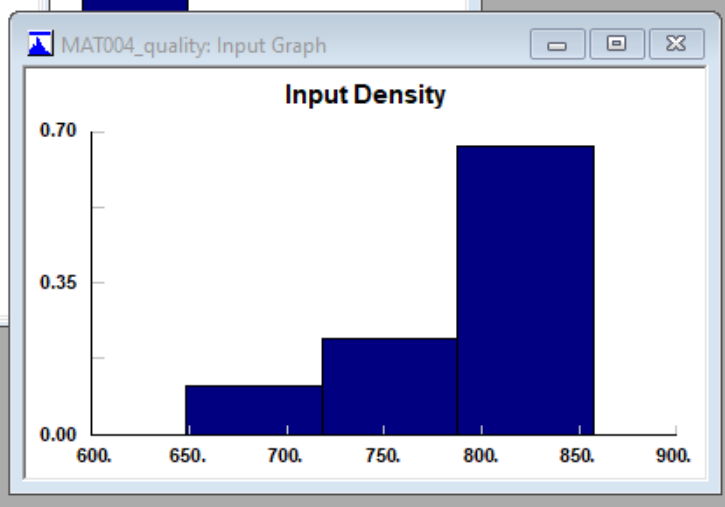 MAT004_quality: Input Graph
Input Density
0.70
0.35
0.00
600. 650. 700. 750. 800. 850. 900.